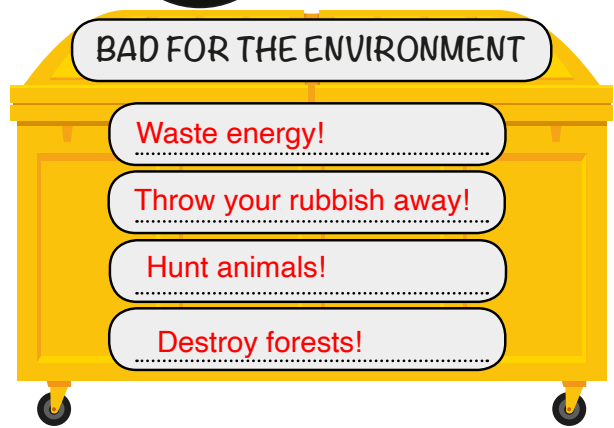 BAD FOR THE ENVIRONMENT
Waste energy!
Throw your rubbish away!
Hunt animals!
Destroy forests!